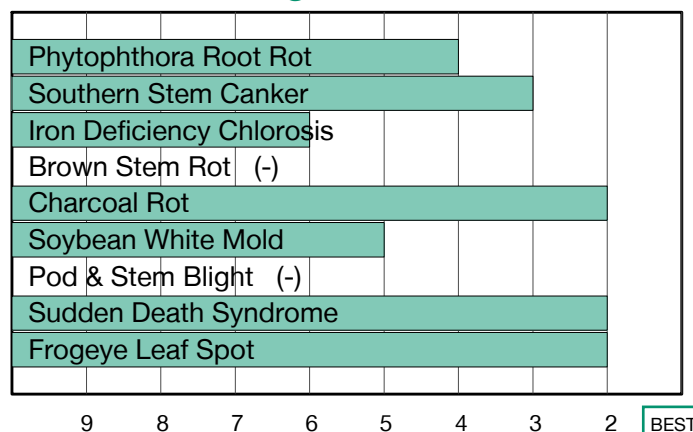 Phytophthora Root Rot
Southern Stem Canker
Iron Deficiency Chlorosis
Brown Stem Rot (-)
Charcoal Rot
Soybean White Mold
Pod & Stem Blight (-)
Sudden Death Syndrome
Frogeye Leaf Spot
9 8 7 6 5 4 3 2 BEST